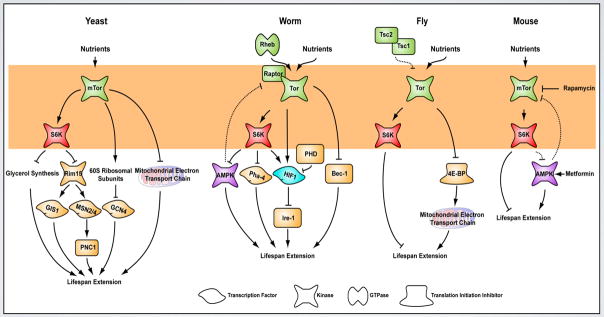 Yeast
Worm
Fly
Mouse
Nutrients
mTor
S6K
Glycerol Synthesis
Rim15
60S Ribosomal
Subunits
Mitochondrial Electron
Transport Chain
GIS1
MSN2/4
GCN4
PNC1
Lifespan Extension
Rheb
Nutrients
Raptor
Tor
S6K
PHD
AMPK
Pha-4
HIF1
Bec-1
Ire-1
Lifespan Extension
Tsc2
Tsc1
Nutrients
Tor
S6K
4E-BP
Mitochondrial Electron
Transport Chain
Lifespan Extension
Nutrients
mTor
Rapamycin
S6K
AMPK
Metformin
Lifespan Extension
Transcription Factor
Kinase
GTPase
Translation Initiation Inhibitor